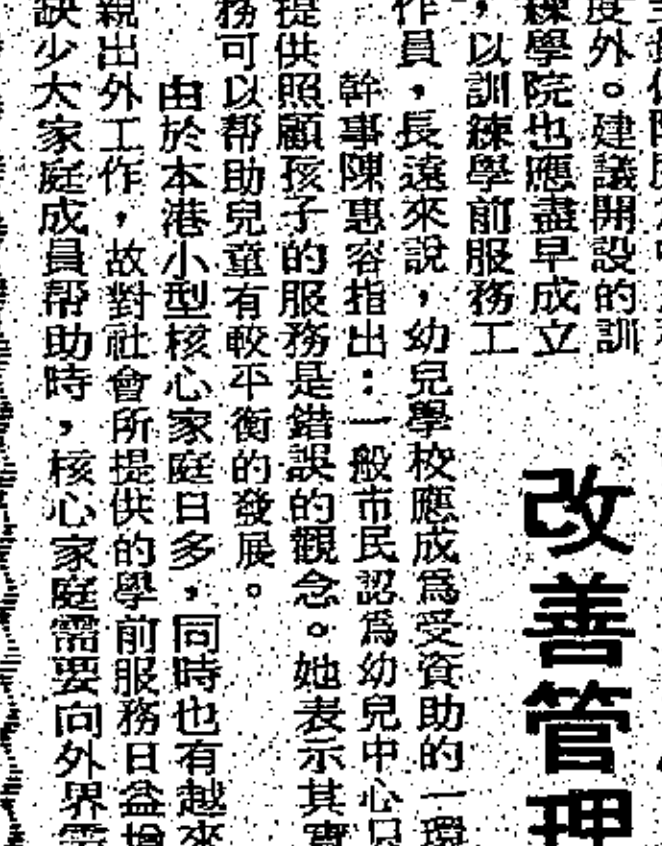 度外。建議開設的訓
練學院也應盡早成立
，以訓練學前服務工
改善管理
作員，長遠來說，幼兒學校應成爲受資助的一環
幹事陳惠容指出：一般市民認爲幼兒中心只
提供照顧孩子的服務是錯誤的觀念。她表示其實
務可以帮助兒童有較平衡的發展。
由於本港小型核心家庭日多，同時也有越來
親出外工作，故對社會所提供的學前服務日益增
缺少大家庭成員帮助時，核心家庭需要向外界需